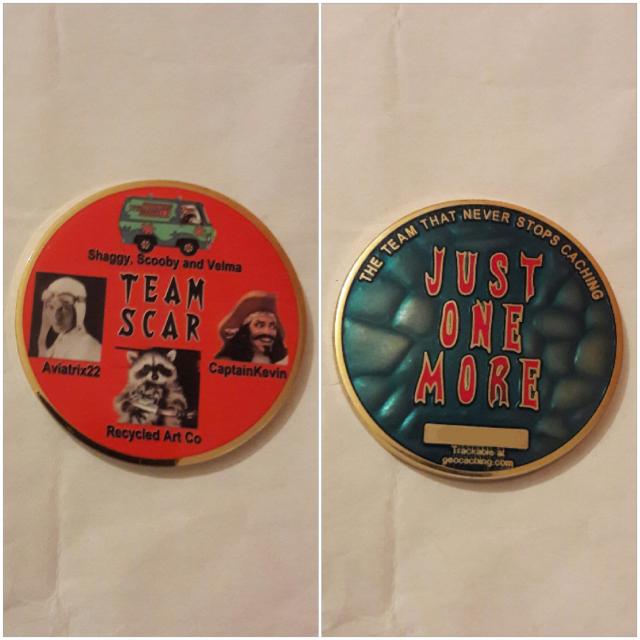 Shaggy, Scooby and Velma
TEAM
SCAR
Aviatrix22
CaptainKevin
Recycled Art Co
THE TEAM THAT NEVER STOPS CACHING
JUST
ONE
MORE
Trackable at
geocaching.com